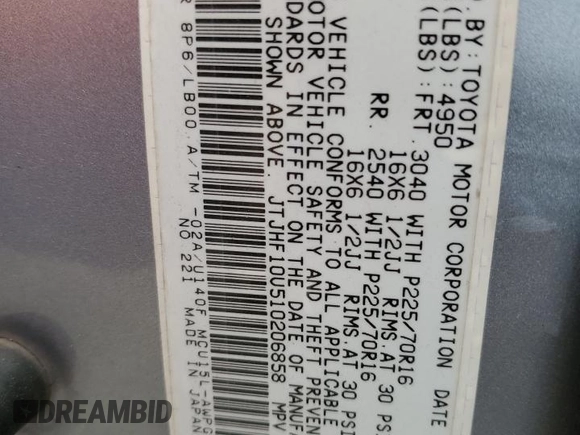 .BY:TOYOTA MOTOR CORPORATION DATE
(LBS):4950
(LBS):FRT. 3040 WITH P225/70R16
16X6 1/2JJ RIMS.AT 30 PSI
RR. 2540 WITH P225/70R16
16X6 1/2JJ RIMS.AT 30 PSI
VEHICLE CONFORMS TO ALL APPLICABLE
MOTOR VEHICLE SAFETY AND THEFT PREVEN
DARDS IN EFFECT ON THE DATE OF MANUFA
SHOWN ABOVE. JTJHF10U510206858 MPV
R 8P6/LB00. A/TM -02A/U140F MCU15L-AWPG
NO.221 MADE IN JAPAN
DREAMBID